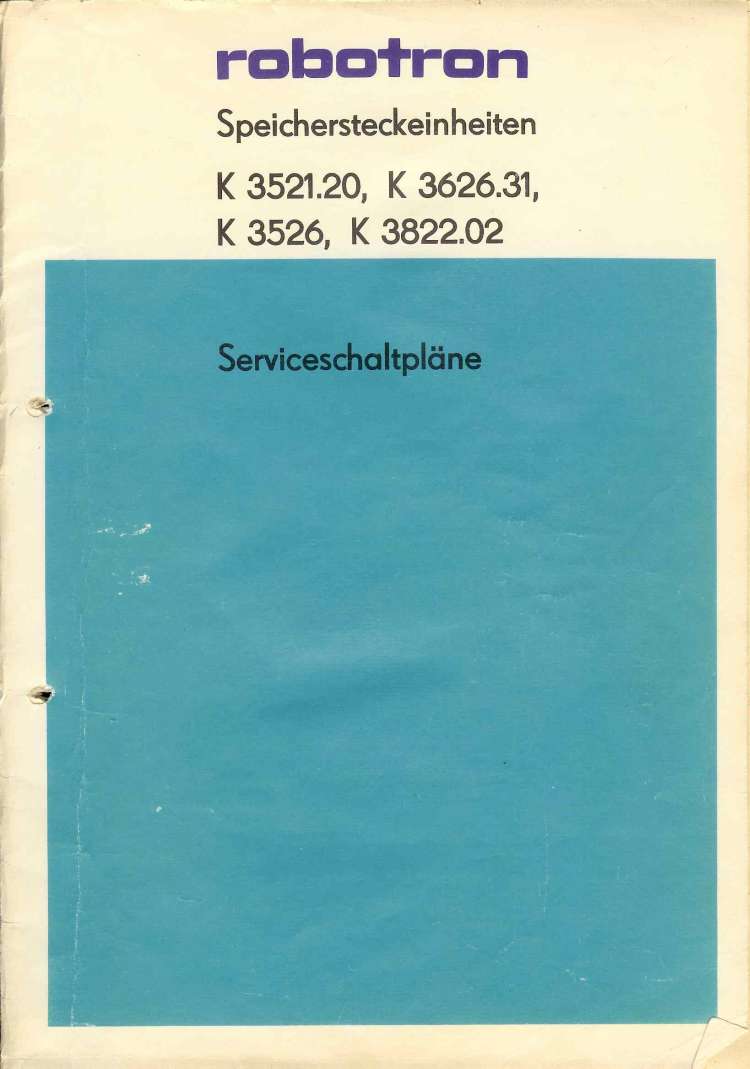 robotron
Speichersteckeinheiten
K 3521.20, K 3626.31,
K 3526, K 3822.02
Serviceschaltpläne